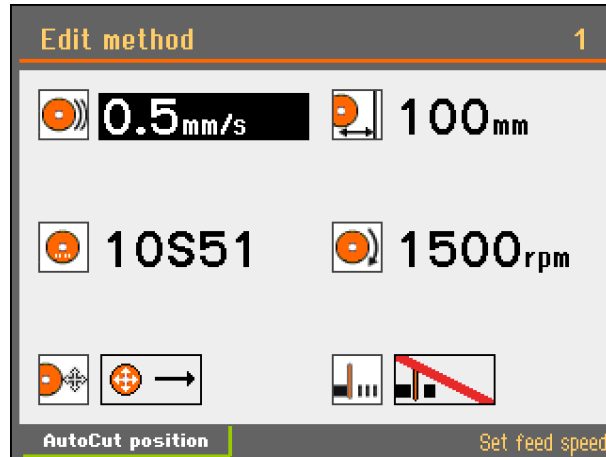 Edit method 1
0.5mm/s 100mm
10S51 1500rpm
AutoCut position Set feed speed